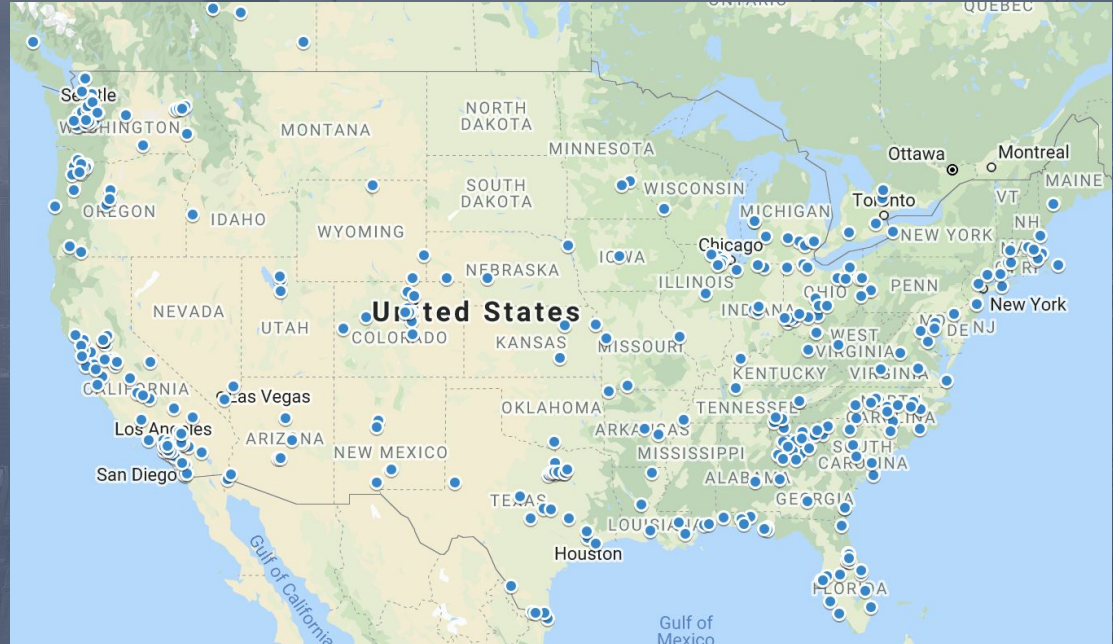 ONTARIO
QUEBEC
Seattle
WASHINGTON
MONTANA
NORTH
DAKOTA
MINNESOTA
Ottawa
Montreal
MAINE
VT
NH
OREGON
IDAHO
SOUTH
DAKOTA
WISCONSIN
MICHIGAN
Toronto
NEW YORK
WYOMING
Chicago
IOWA
NEBRASKA
ILLINOIS
INDIANA
OHIO
PENN
New York
NJ
DE
NEVADA
UTAH
United States
COLORADO
KANSAS
MISSOURI
WEST
VIRGINIA
KENTUCKY
VIRGINIA
CALIFORNIA
Las Vegas
OKLAHOMA
TENNESSEE
NORTH
CAROLINA
Los Angeles
ARIZONA
NEW MEXICO
ARKANSAS
MISSISSIPPI
SOUTH
CAROLINA
San Diego
ALABAMA
GEORGIA
TEXAS
LOUISIANA
Houston
FLORIDA
Gulf of California
Gulf of
Mexico